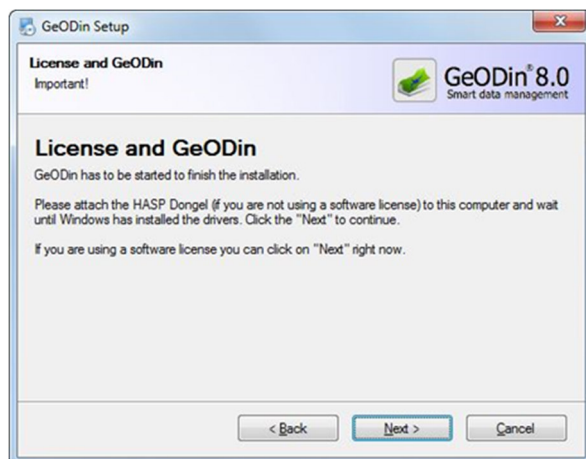 GeODin Setup
License and GeODin
Important!
GeODin® 8.0
Smart data management
License and GeODin
GeODin has to be started to finish the installation.
Please attach the HASP Dongel (if you are not using a software license) to this computer and wait
until Windows has installed the drivers. Click the "Next" to continue.
If you are using a software license you can click on "Next" right now.
< Back
Next >
Cancel